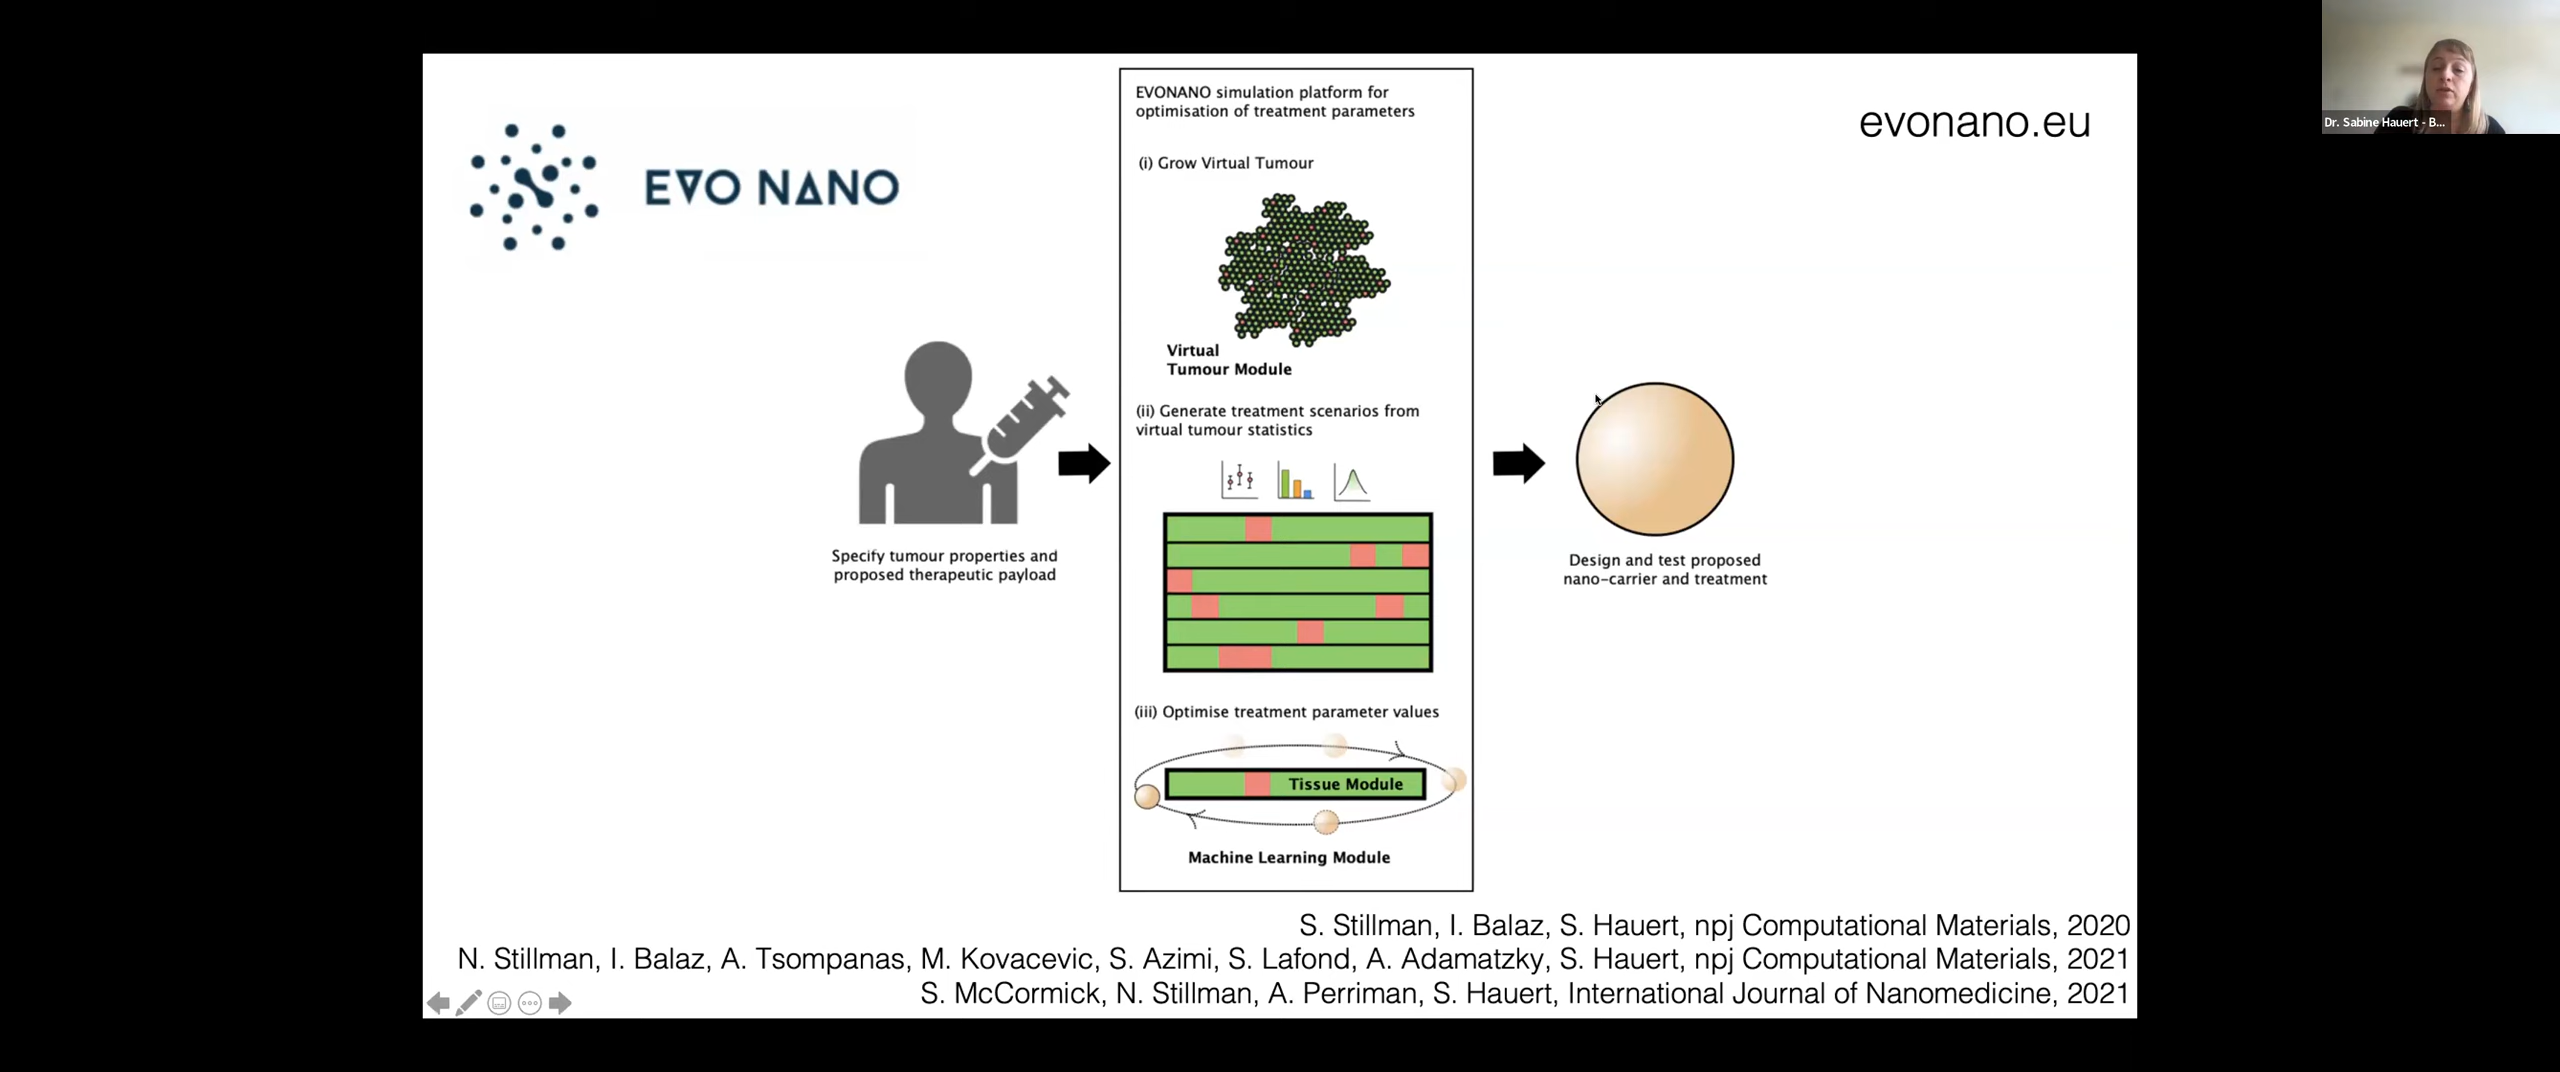 EVO NANO
evonano.eu
Dr. Sabine Hauert - B...
Specify tumour properties and
proposed therapeutic payload
EVONANO simulation platform for
optimisation of treatment parameters
(i) Grow Virtual Tumour
Virtual
Tumour Module
(ii) Generate treatment scenarios from
virtual tumour statistics
(iii) Optimise treatment parameter values
Tissue Module
Machine Learning Module
Design and test proposed
nano-carrier and treatment
S. Stillman, I. Balaz, S. Hauert, npj Computational Materials, 2020
N. Stillman, I. Balaz, A. Tsompanas, M. Kovacevic, S. Azimi, S. Lafond, A. Adamatzky, S. Hauert, npj Computational Materials, 2021
S. McCormick, N. Stillman, A. Perriman, S. Hauert, International Journal of Nanomedicine, 2021